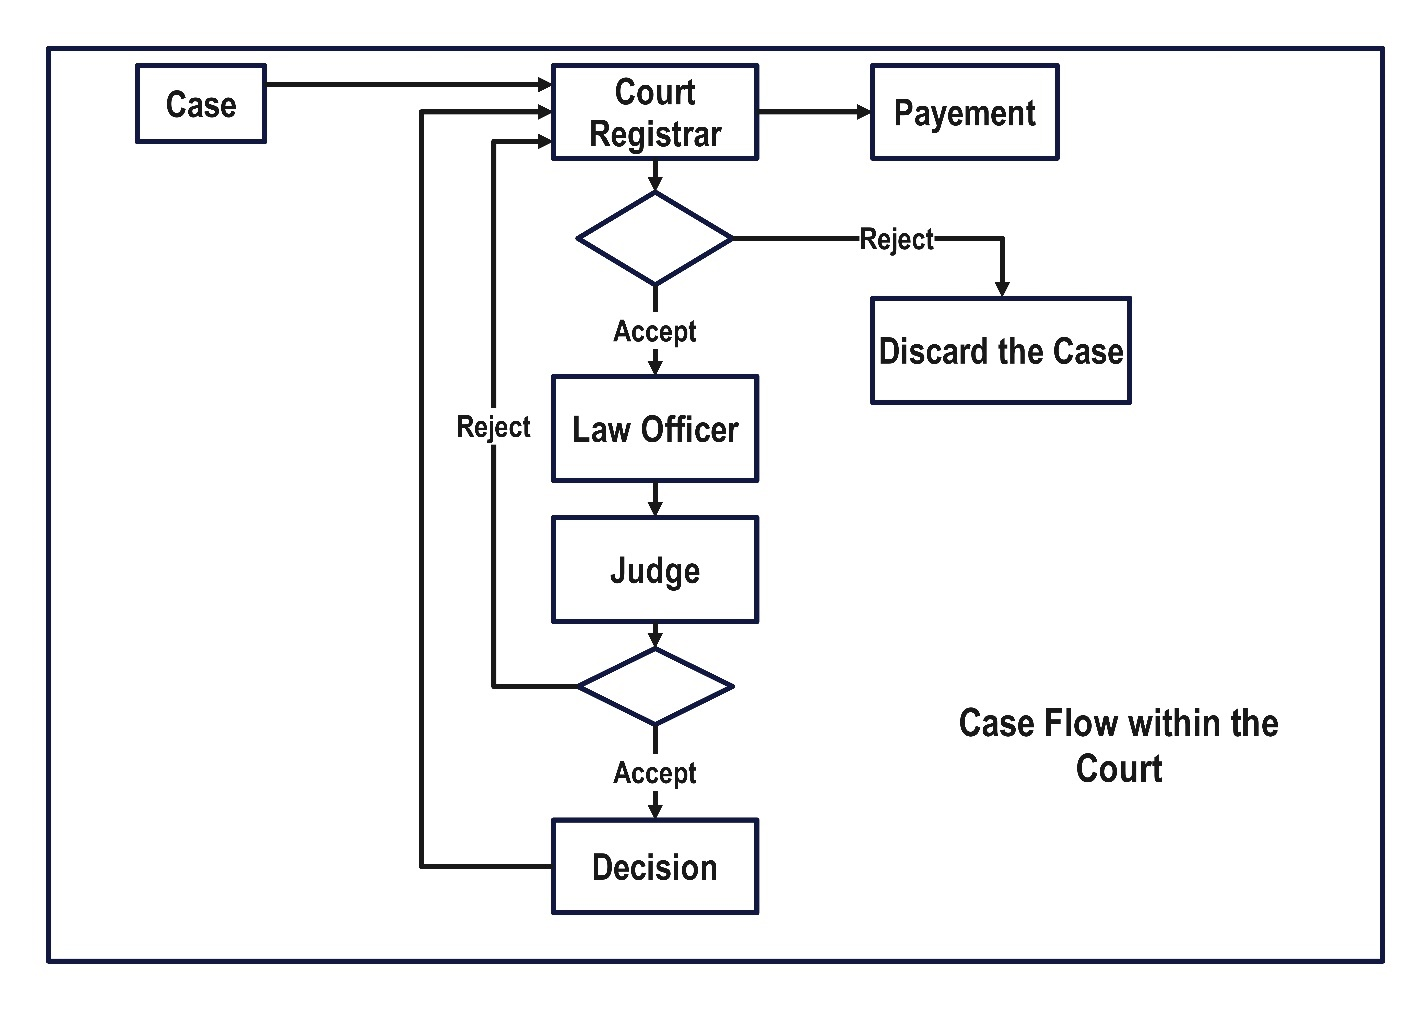 Case
Court
Registrar
Payement
Reject
Accept
Discard the Case
Reject
Law Officer
Judge
Case Flow within the
Court
Accept
Decision